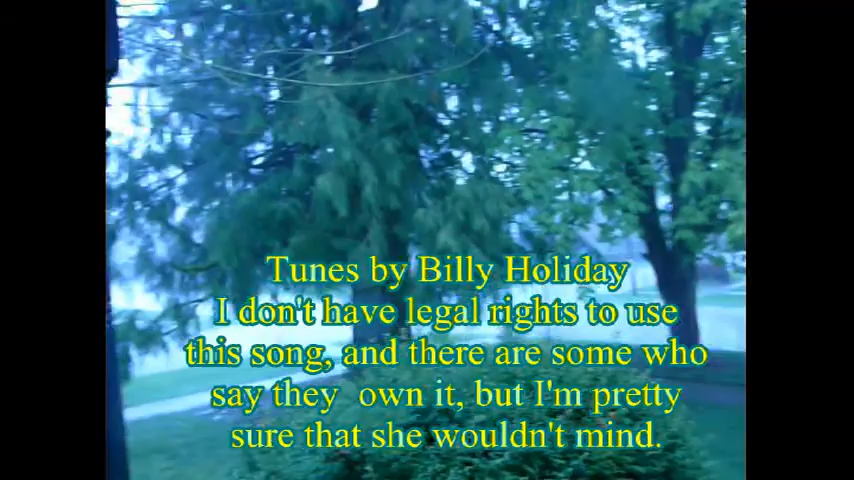 Tunes by Billy Holiday
I don't have legal rights to use
this song, and there are some who
say they own it, but I'm pretty
sure that she wouldn't mind.